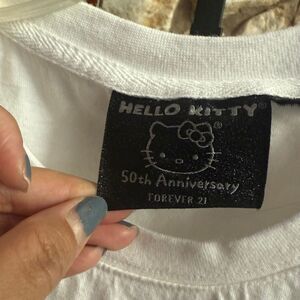 HELLO KITTY®
50th Anniversary
FOREVER 21